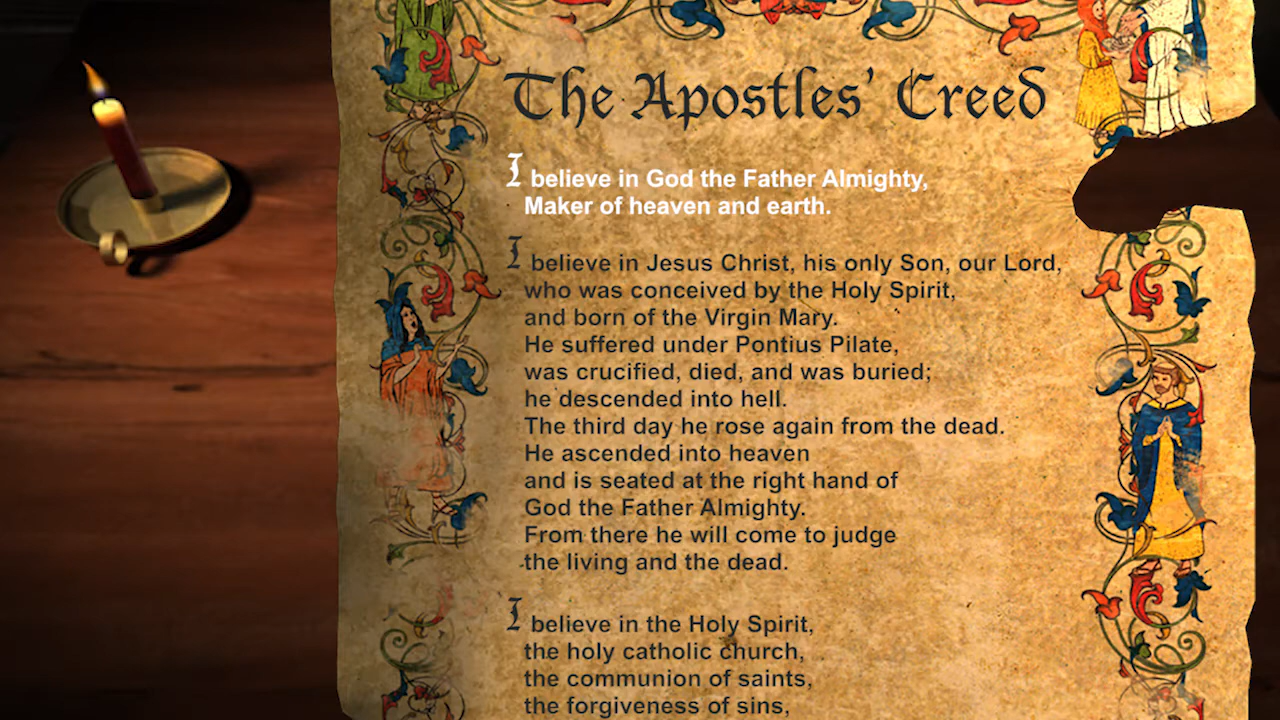 The Apostles' Creed
I believe in God the Father Almighty,
Maker of heaven and earth.
I believe in Jesus Christ, his only Son, our Lord,
who was conceived by the Holy Spirit,
and born of the Virgin Mary.
He suffered under Pontius Pilate,
was crucified, died, and was buried;
he descended into hell.
The third day he rose again from the dead.
He ascended into heaven
and is seated at the right hand of
God the Father Almighty.
From there he will come to judge
the living and the dead.
I believe in the Holy Spirit,
the holy catholic church,
the communion of saints,
the forgiveness of sins,